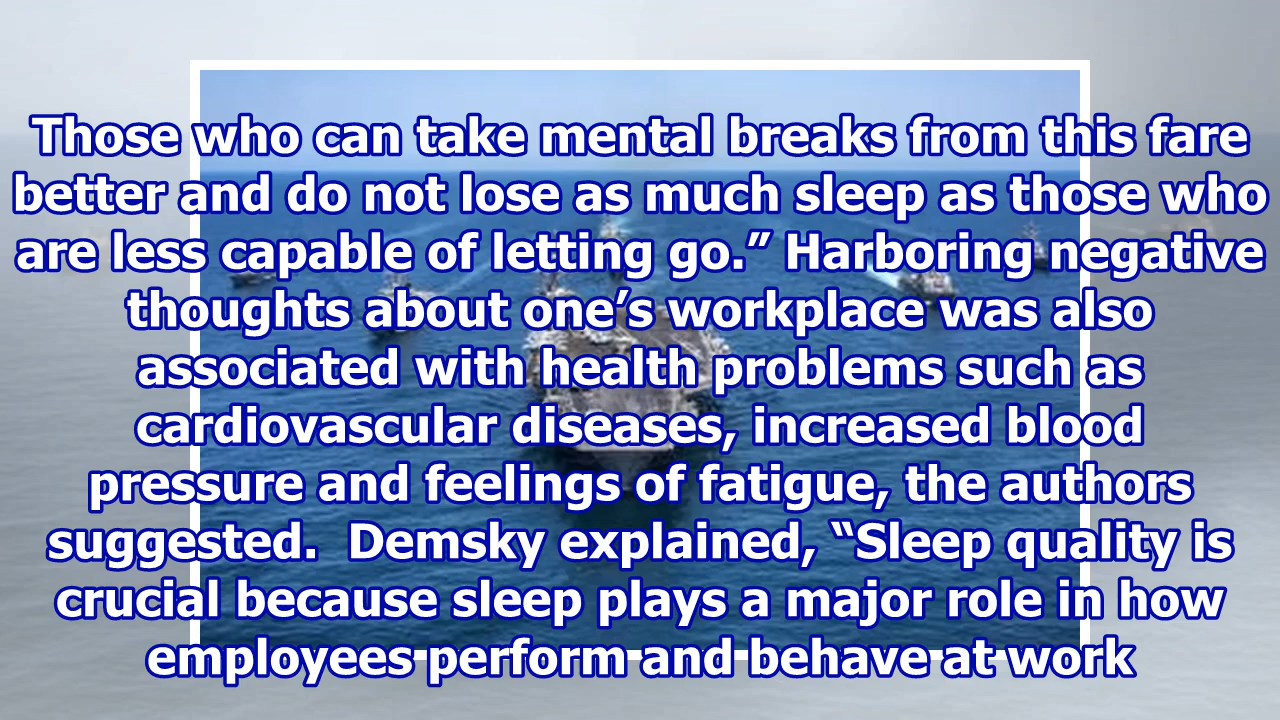 Those who can take mental breaks from this fare
better and do not lose as much sleep as those who
are less capable of letting go.” Harboring negative
thoughts about one’s workplace was also
associated with health problems such as
cardiovascular diseases, increased blood
pressure and feelings of fatigue, the authors
suggested.  Demsky explained, “Sleep quality is
crucial because sleep plays a major role in how
employees perform and behave at work